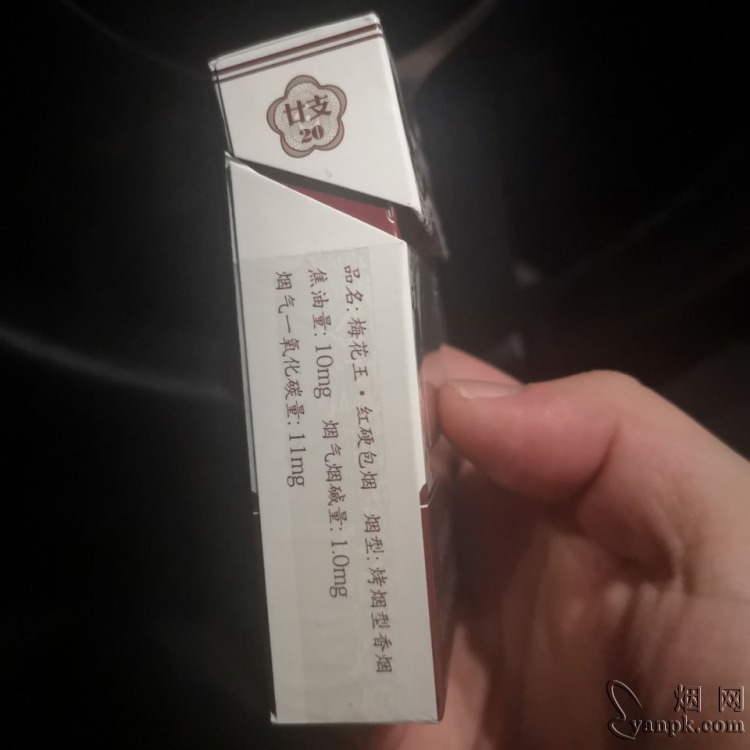 廿支
20
品名:梅花王·红硬包烟 烟型:烤烟型香烟
焦油量:10mg 烟气烟碱量:1.0mg
烟气一氧化碳量:11mg
烟网
yanpk.com